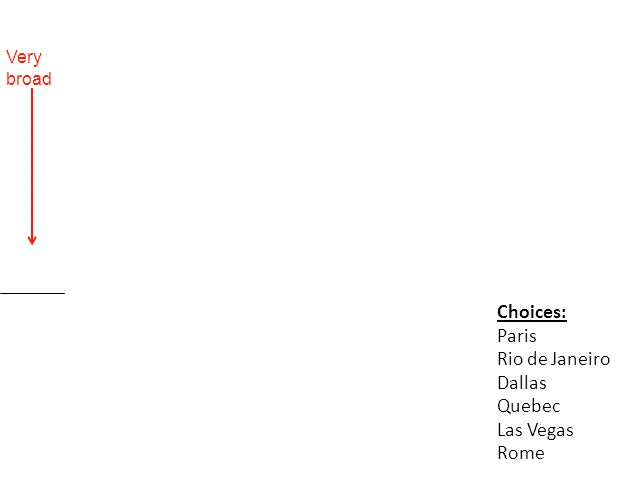 Very
broad
Choices:
Paris
Rio de Janeiro
Dallas
Quebec
Las Vegas
Rome